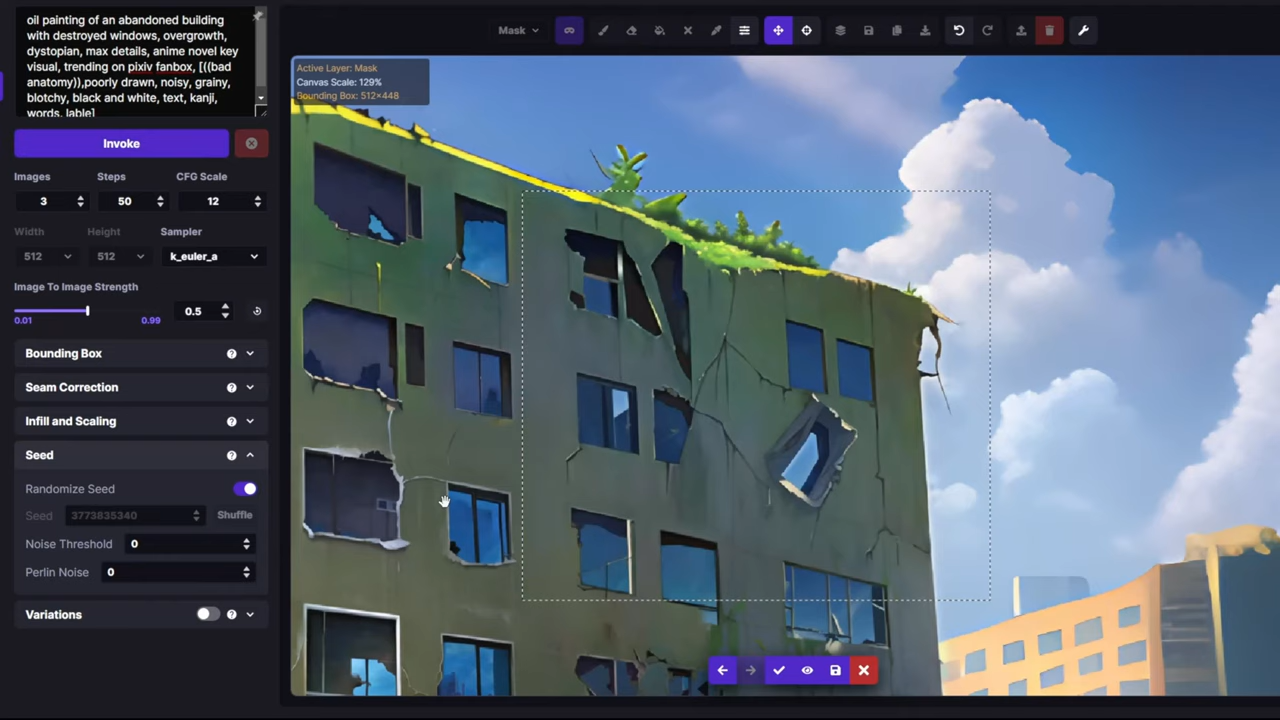 oil painting of an abandoned building
with destroyed windows, overgrowth,
dystopian, max details, anime novel key
visual, trending on pixiv fanbox, [((bad
anatomy)),poorly drawn, noisy, grainy,
blotchy, black and white, text, kanji,
words, lable]
Mask
Active Layer: Mask
Canvas Scale: 129%
Bounding Box: 512×448
Invoke
Images Steps CFG Scale
3 50 12
Width Height Sampler
512 512 k_euler_a
Image To Image Strength
0.5
0.01 0.99
Bounding Box
Seam Correction
Infill and Scaling
Seed
Randomize Seed
Seed 3773835340 Shuffle
Noise Threshold 0
Perlin Noise 0
Variations